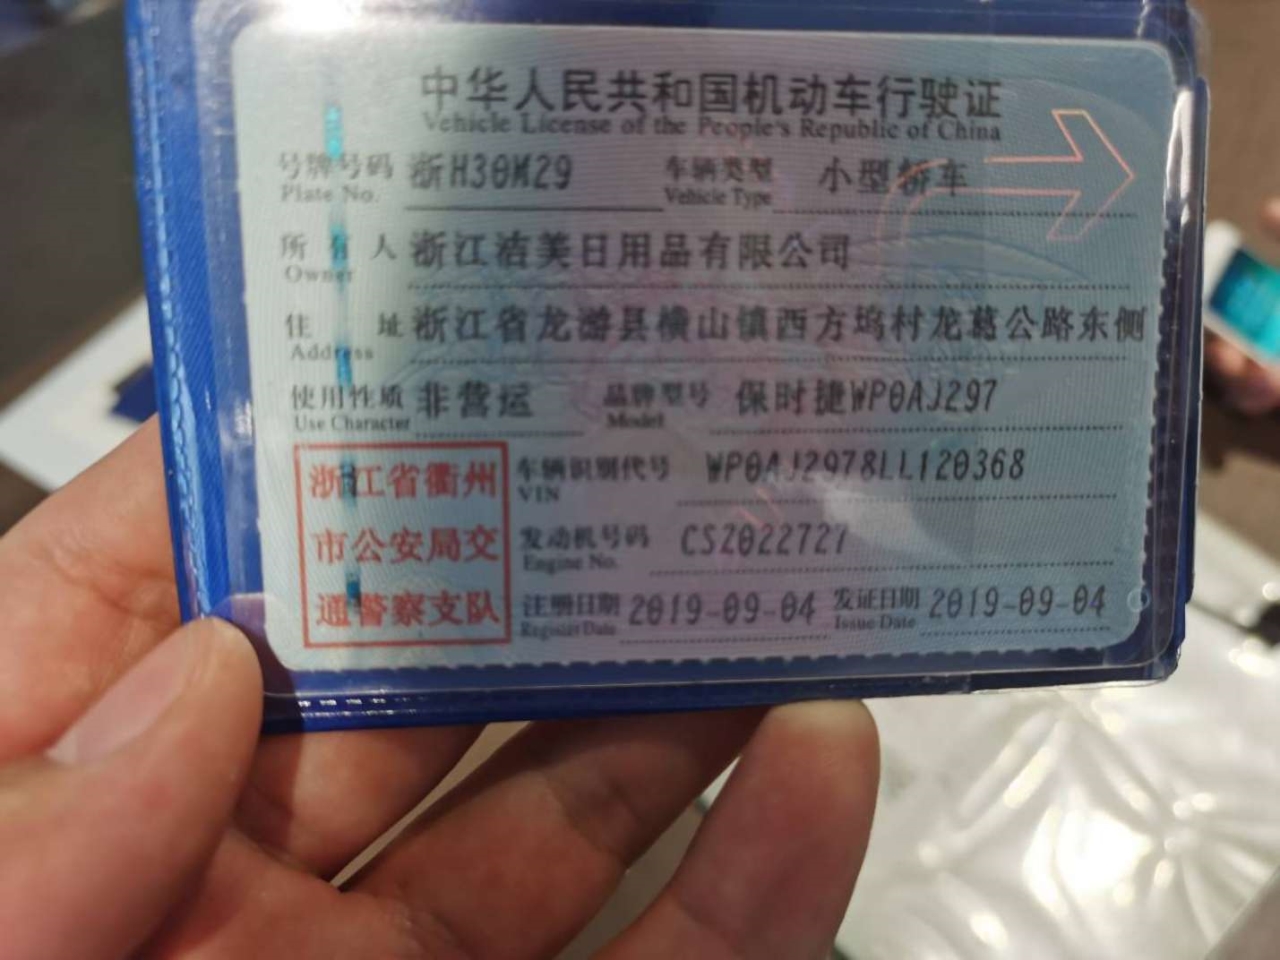 中华人民共和国机动车行驶证
Vehicle License of the People's Republic of China
号牌号码 浙H30M29 车辆类型 小型轿车
Plate No. Vehicle Type
所有人 浙江洁美日用品有限公司
Owner
住址 浙江省龙游县横山镇西方坞村龙葛公路东侧
Address
使用性质 非营运 品牌型号 保时捷WP0AJ297
Use Character Model
浙江省衢州
市公安局交
通警察支队
车辆识别代号 WP0AJ2978LL120368
VIN
发动机号码 CSZ022727
Engine No.
注册日期 2019-09-04 发证日期 2019-09-04
Register Date Issue Date